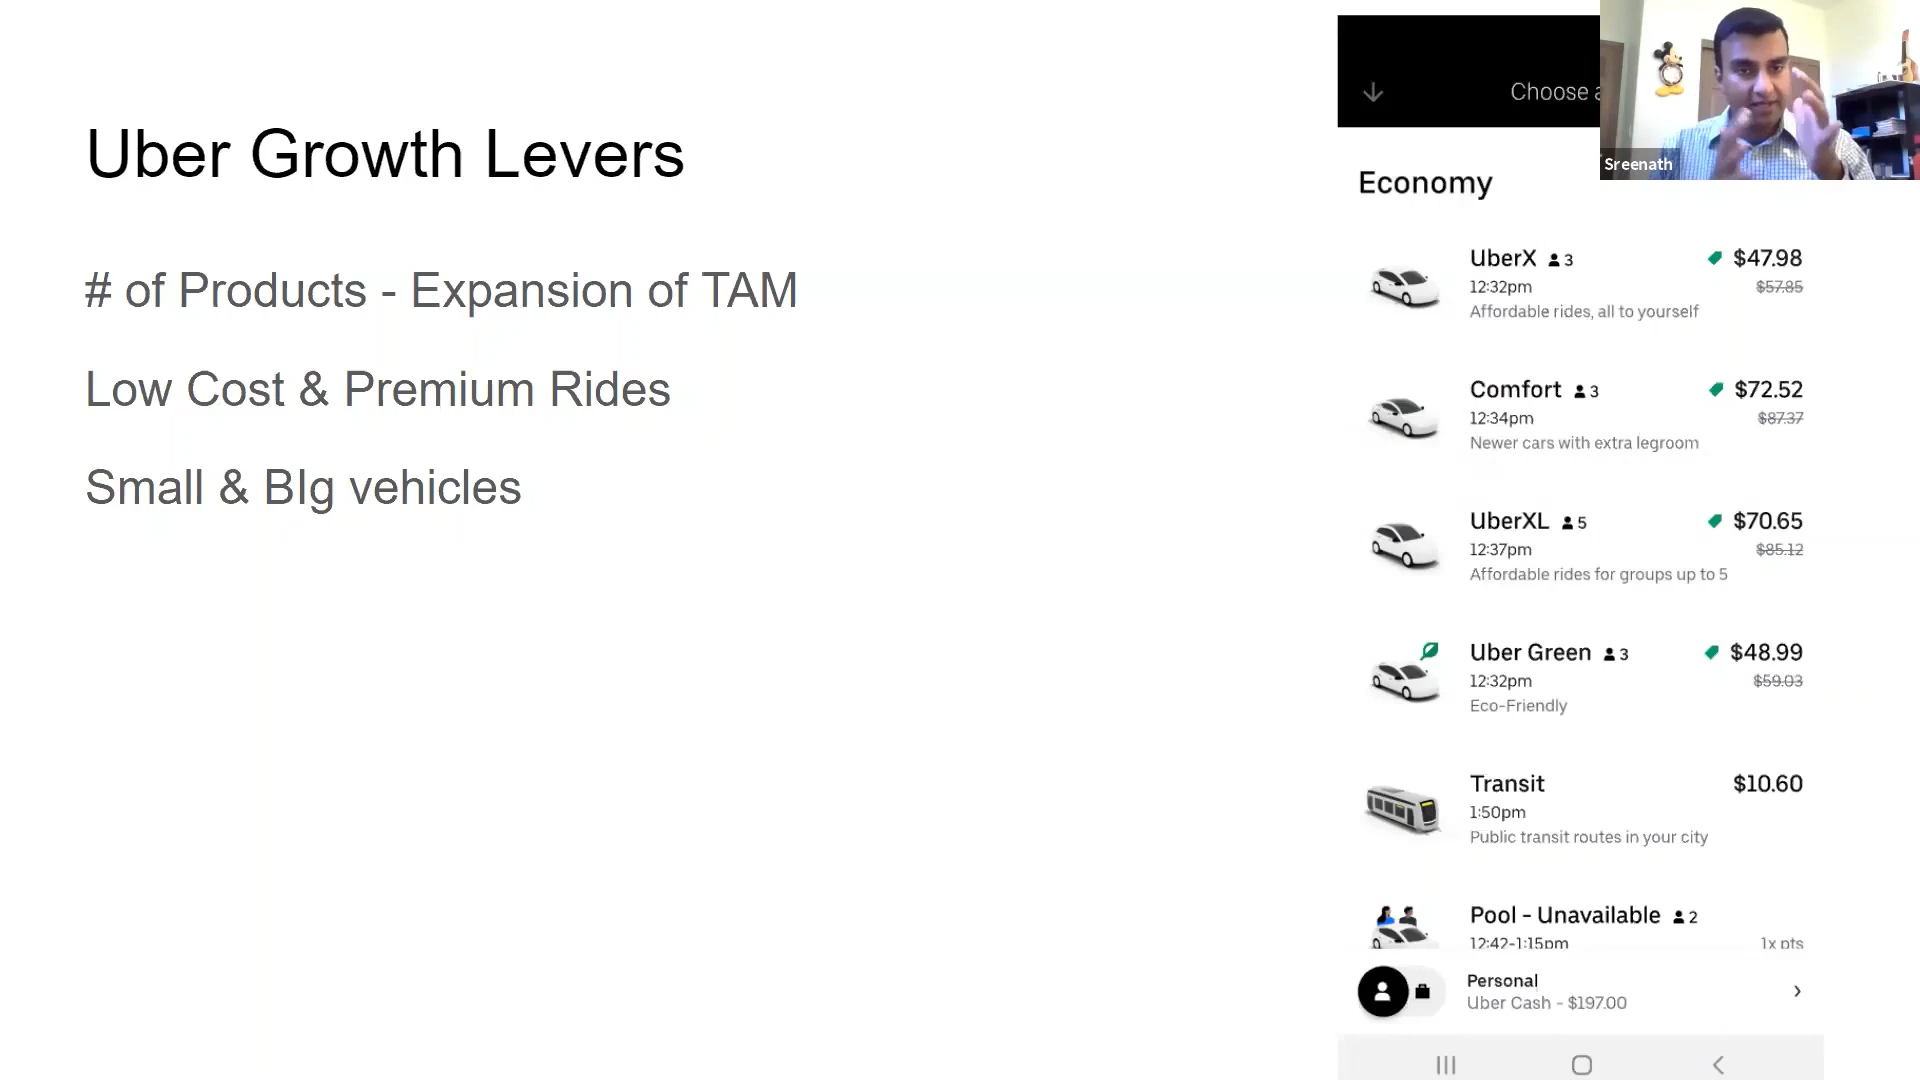 Uber Growth Levers
# of Products - Expansion of TAM
Low Cost & Premium Rides
Small & BIg vehicles
Choose a
Sreenath
Economy
UberX 3 $47.98
12:32pm $57.85
Affordable rides, all to yourself
Comfort 3 $72.52
12:34pm $87.37
Newer cars with extra legroom
UberXL 5 $70.65
12:37pm $85.12
Affordable rides for groups up to 5
Uber Green 3 $48.99
12:32pm $59.03
Eco-Friendly
Transit $10.60
1:50pm
Public transit routes in your city
Pool - Unavailable 2
12:42-1:15pm 1x pts
Personal
Uber Cash - $197.00